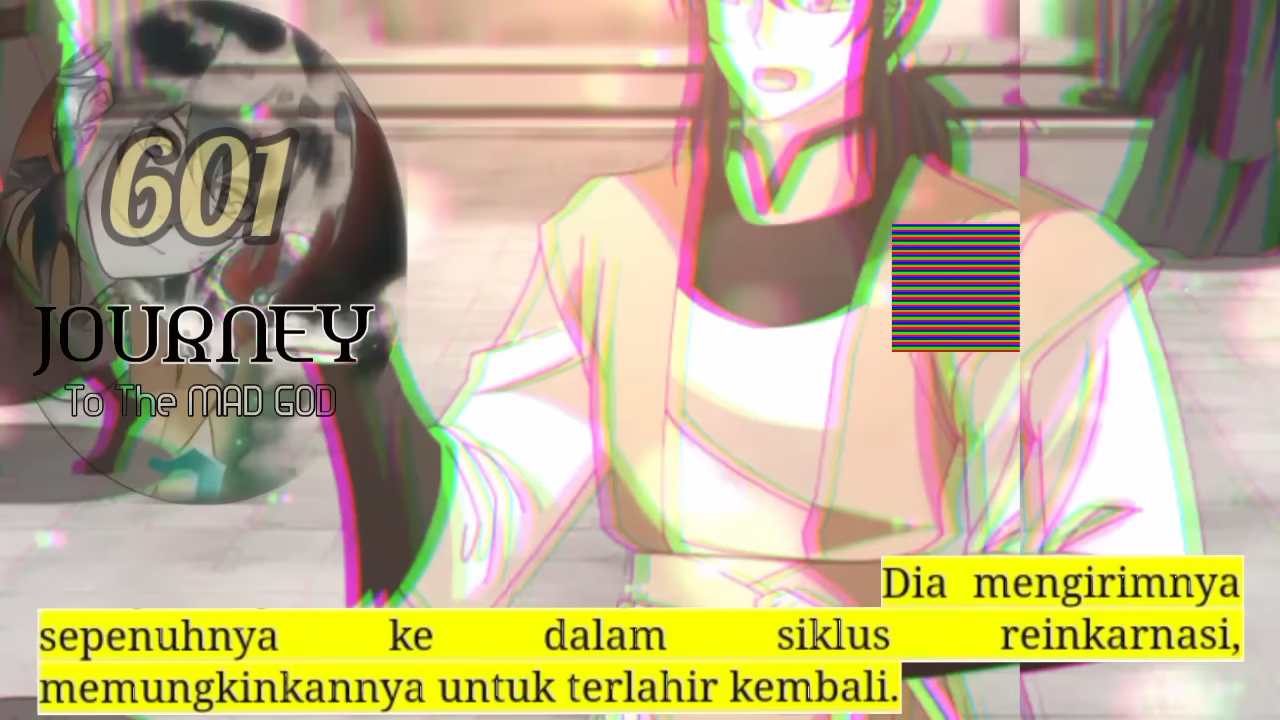 601
JOURNEY
To The MAD GOD
Dia mengirimnya
sepenuhnya ke dalam siklus reinkarnasi,
memungkinkannya untuk terlahir kembali.